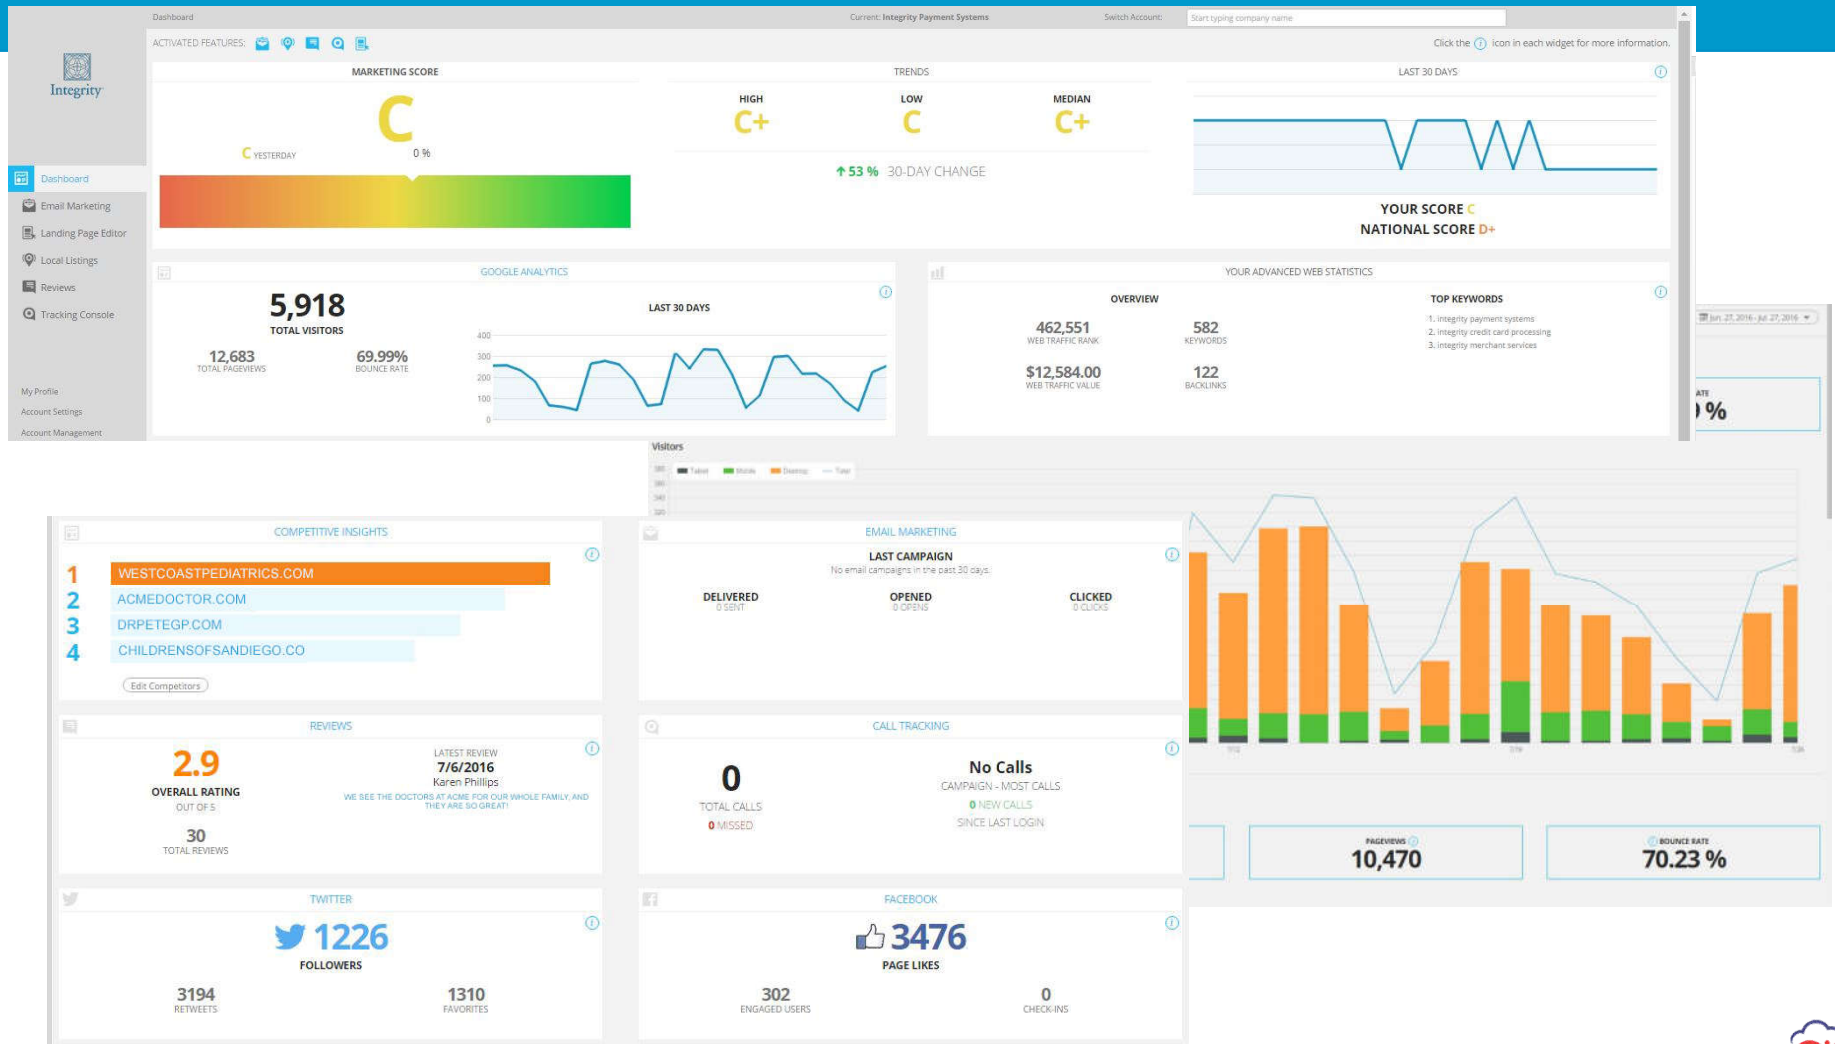 Dashboard
Current: Integrity Payment Systems
Switch Account:
Start typing company name
ACTIVATED FEATURES:
Click the i icon in each widget for more information.
Integrity
Dashboard
Email Marketing
Landing Page Editor
Local Listings
Reviews
Tracking Console
My Profile
Account Settings
Account Management
MARKETING SCORE
C
C YESTERDAY
0 %
TRENDS
HIGH
LOW
MEDIAN
C+
C
C+
53 % 30-DAY CHANGE
LAST 30 DAYS
YOUR SCORE C
NATIONAL SCORE D+
GOOGLE ANALYTICS
5,918
TOTAL VISITORS
12,683
TOTAL PAGEVIEWS
69.99%
BOUNCE RATE
LAST 30 DAYS
400
300
200
100
0
YOUR ADVANCED WEB STATISTICS
OVERVIEW
462,551
WEB TRAFFIC RANK
582
KEYWORDS
$12,584.00
WEB TRAFFIC VALUE
122
BACKLINKS
TOP KEYWORDS
1. integrity payment systems
2. integrity credit card processing
3. integrity merchant services
Jun. 27, 2016 - Jul. 27, 2016
ATE
%
Visitors
Tablet Mobile Desktop Total
COMPETITIVE INSIGHTS
1 WESTCOASTPEDIATRICS.COM
2 ACMEDOCTOR.COM
3 DRPETEGP.COM
4 CHILDRENSOFSANDIEGO.CO
Edit Competitors
EMAIL MARKETING
LAST CAMPAIGN
No email campaigns in the past 30 days.
DELIVERED
0 SENT
OPENED
0 OPENS
CLICKED
0 CLICKS
REVIEWS
2.9
OVERALL RATING
OUT OF 5
30
TOTAL REVIEWS
LATEST REVIEW
7/6/2016
Karen Phillips
WE SEE THE DOCTORS AT ACME FOR OUR WHOLE FAMILY, AND
THEY ARE SO GREAT!
CALL TRACKING
0
TOTAL CALLS
0 MISSED
No Calls
CAMPAIGN - MOST CALLS
0 NEW CALLS
SINCE LAST LOGIN
PAGEVIEWS
10,470
BOUNCE RATE
70.23 %
TWITTER
1226
FOLLOWERS
3194
RETWEETS
1310
FAVORITES
FACEBOOK
3476
PAGE LIKES
302
ENGAGED USERS
0
CHECK-INS